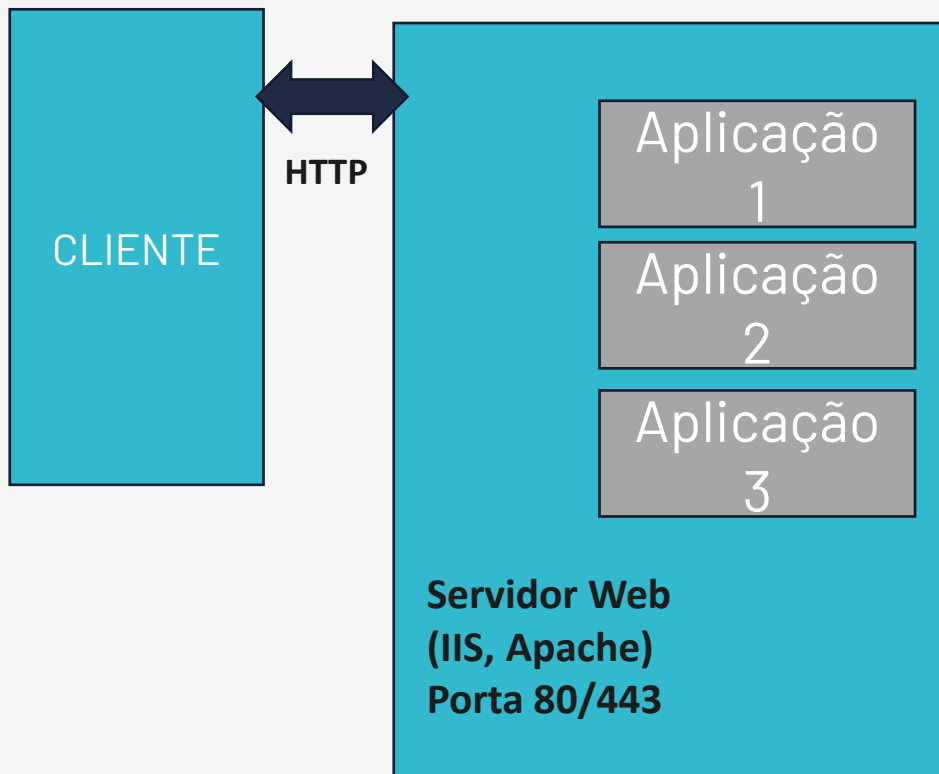 CLIENTE
HTTP
Aplicação
1
Aplicação
2
Aplicação
3
Servidor Web
(IIS, Apache)
Porta 80/443